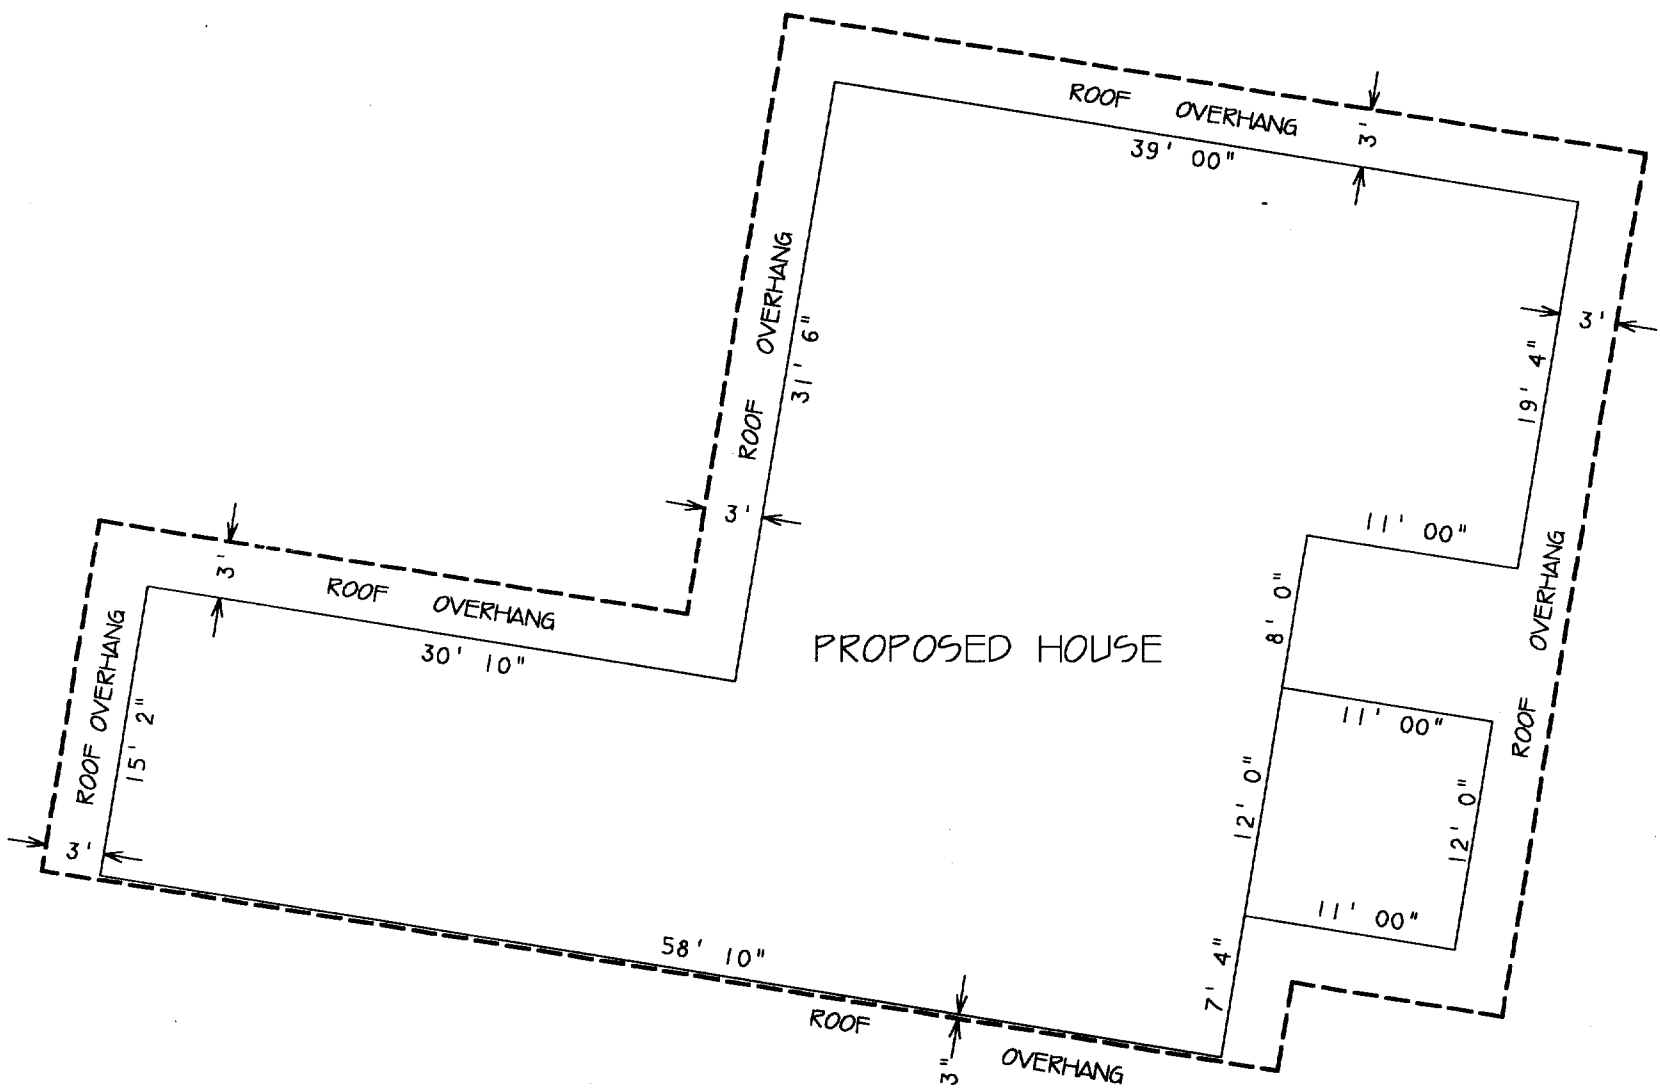 ROOF OVERHANG
3'
39' 00"
ROOF OVERHANG
31' 6"
3'
3'
19' 4"
11' 00"
3'
ROOF OVERHANG
30' 10"
8' 0"
PROPOSED HOUSE
ROOF OVERHANG
ROOF OVERHANG
15' 2"
3'
11' 00"
12' 0"
12' 0"
11' 00"
58' 10"
7' 4"
ROOF OVERHANG
3"